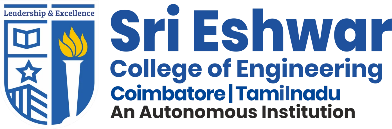 Leadership & Excellence
Sri Eshwar
College of Engineering
Coimbatore | Tamilnadu
An Autonomous Institution